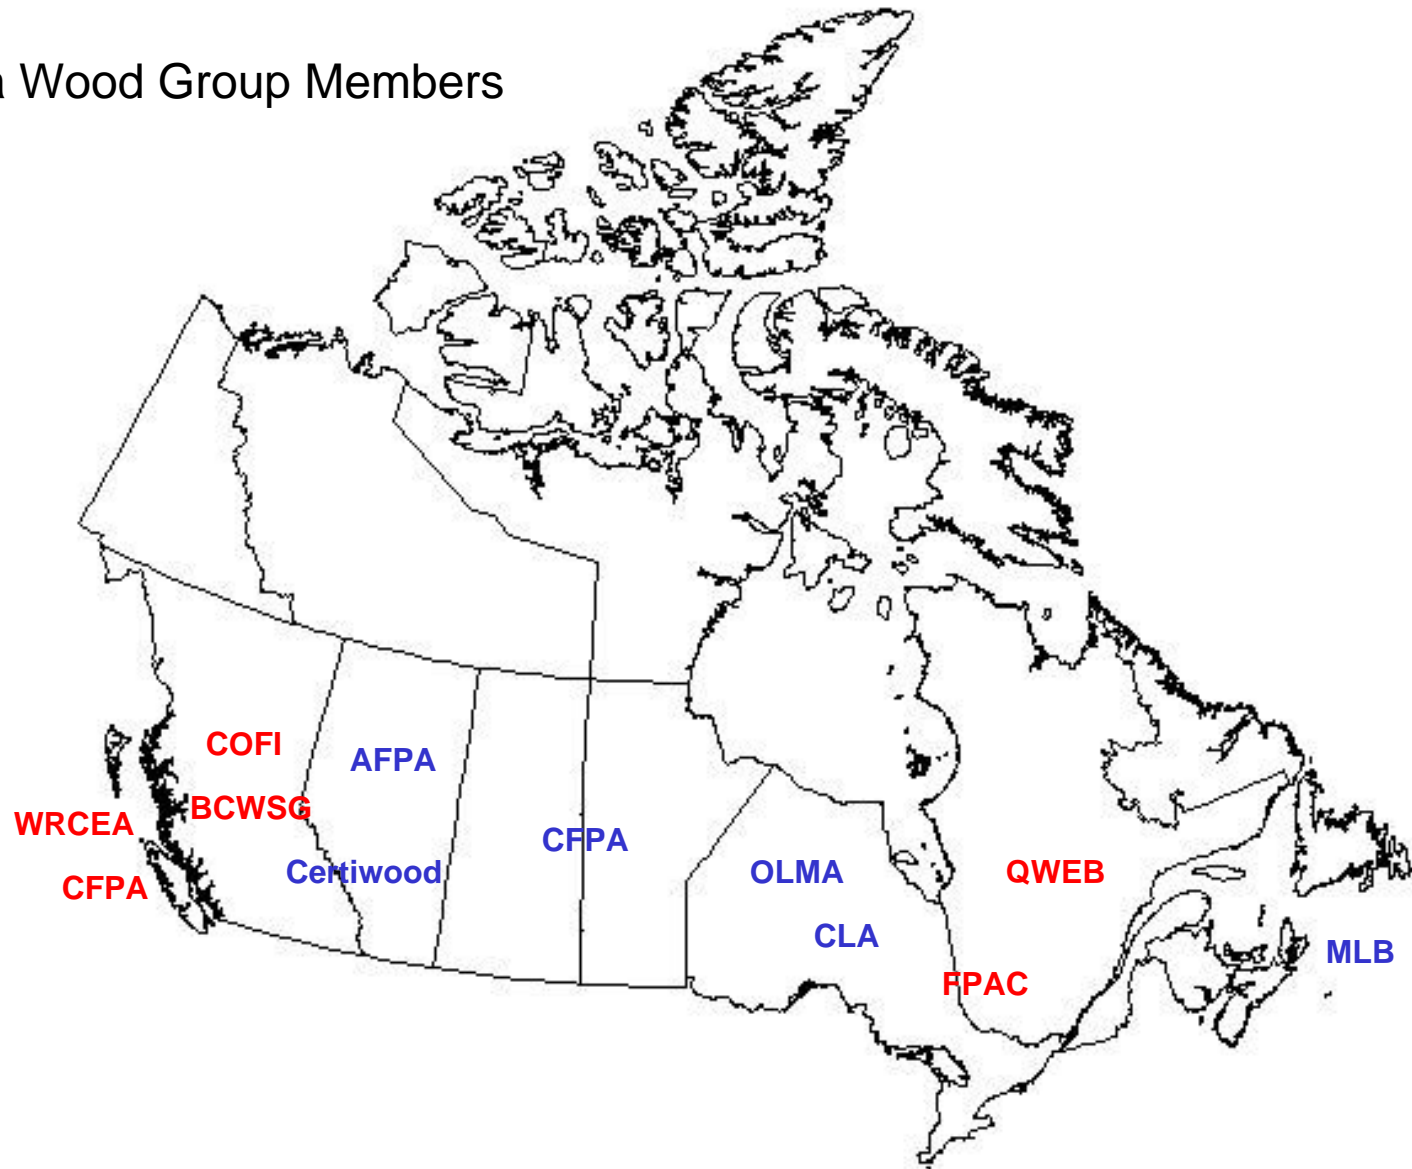 a Wood Group Members
COFI
AFPA
BCWSG
WRCEA
CFPA
Certiwood
OLMA
QWEB
CFPA
CLA
MLB
FPAC